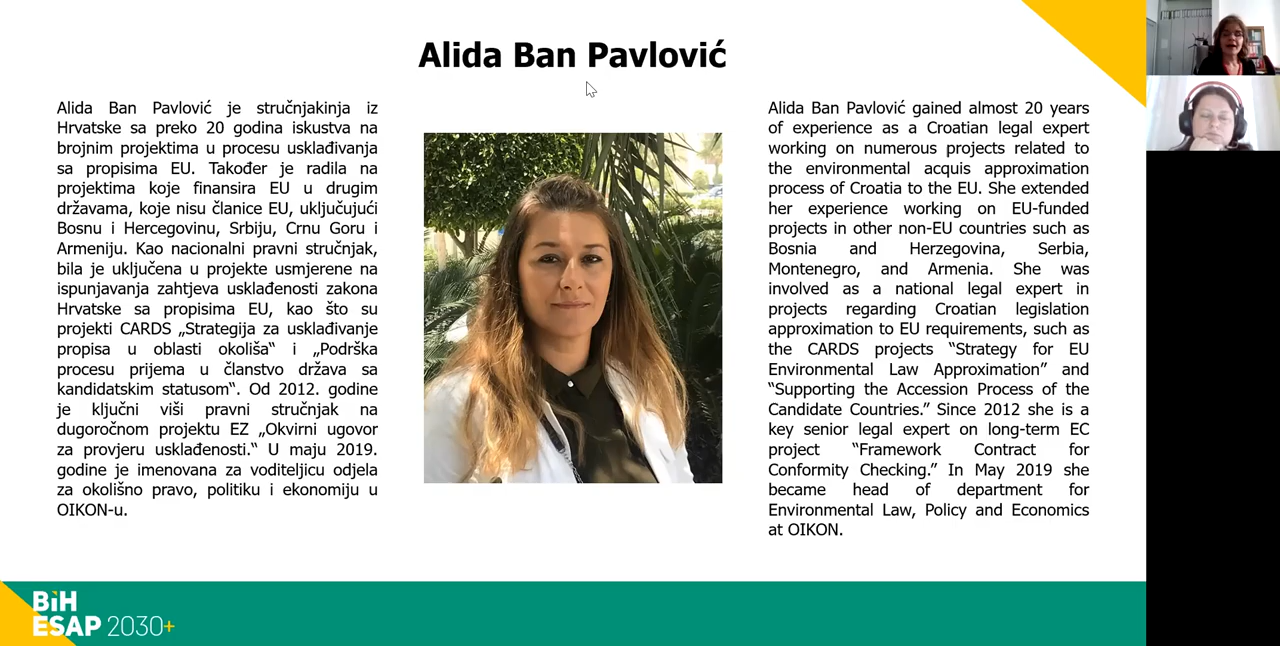 Alida Ban Pavlović
Alida Ban Pavlović je stručnjakinja iz
Hrvatske sa preko 20 godina iskustva na
brojnim projektima u procesu usklađivanja
sa propisima EU. Također je radila na
projektima koje finansira EU u drugim
državama, koje nisu članice EU, uključujući
Bosnu i Hercegovinu, Srbiju, Crnu Goru i
Armeniju. Kao nacionalni pravni stručnjak,
bila je uključena u projekte usmjerene na
ispunjavanja zahtjeva usklađenosti zakona
Hrvatske sa propisima EU, kao što su
projekti CARDS „Strategija za usklađivanje
propisa u oblasti okoliša“ i „Podrška
procesu prijema u članstvo država sa
kandidatskim statusom“. Od 2012. godine
je ključni viši pravni stručnjak na
dugoročnom projektu EZ „Okvirni ugovor
za provjeru usklađenosti.“ U maju 2019.
godine je imenovana za voditeljicu odjela
za okolišno pravo, politiku i ekonomiju u
OIKON-u.
Alida Ban Pavlović gained almost 20 years
of experience as a Croatian legal expert
working on numerous projects related to
the environmental acquis approximation
process of Croatia to the EU. She extended
her experience working on EU-funded
projects in other non-EU countries such as
Bosnia and Herzegovina, Serbia,
Montenegro, and Armenia. She was
involved as a national legal expert in
projects regarding Croatian legislation
approximation to EU requirements, such as
the CARDS projects “Strategy for EU
Environmental Law Approximation” and
“Supporting the Accession Process of the
Candidate Countries.” Since 2012 she is a
key senior legal expert on long-term EC
project “Framework Contract for
Conformity Checking.” In May 2019 she
became head of department for
Environmental Law, Policy and Economics
at OIKON.
BiH
ESAP 2030+